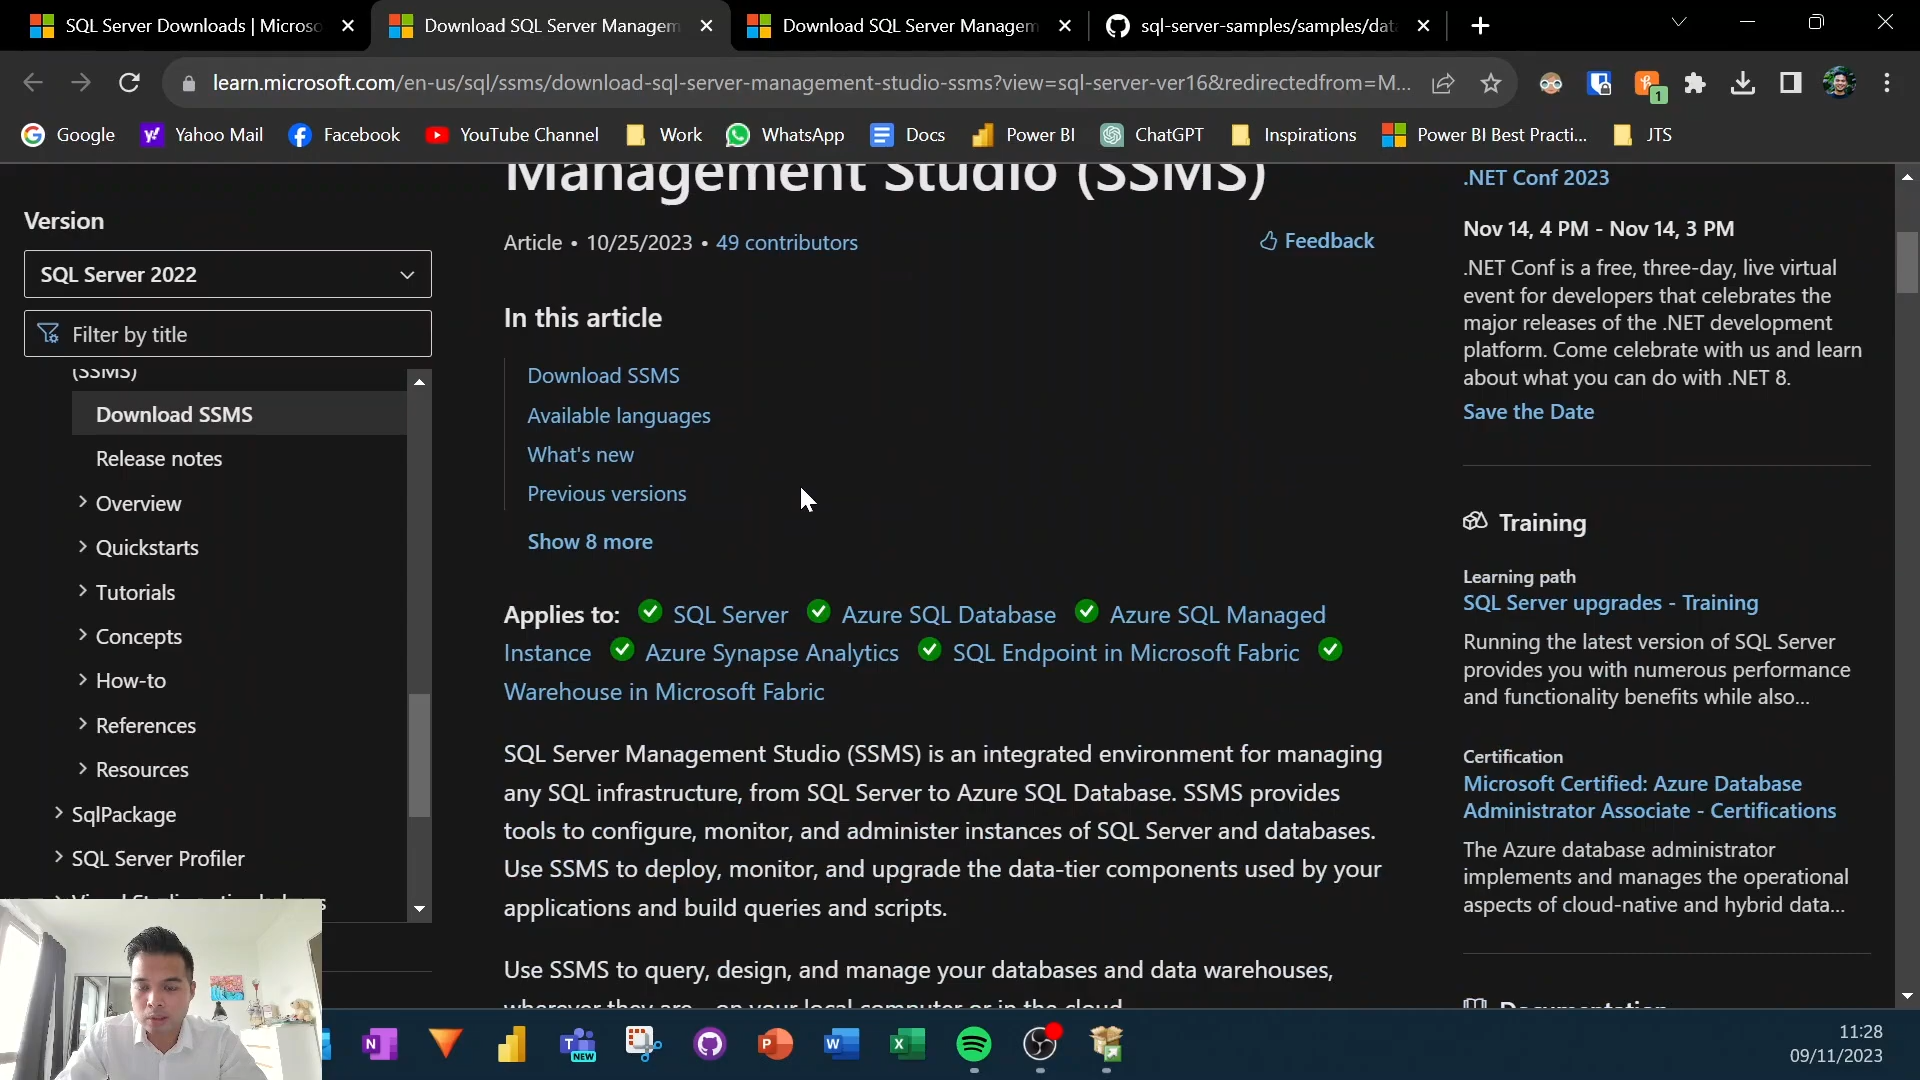 SQL Server Downloads | Microso
Download SQL Server Managem
Download SQL Server Managem
sql-server-samples/samples/dat
learn.microsoft.com/en-us/sql/ssms/download-sql-server-management-studio-ssms?view=sql-server-ver16&redirectedfrom=M...
1
Google
Yahoo Mail
Facebook
YouTube Channel
Work
WhatsApp
Docs
Power BI
ChatGPT
Inspirations
Power BI Best Practi...
JTS
Version
SQL Server 2022
Filter by title
(SSMS)
Download SSMS
Release notes
Overview
Quickstarts
Tutorials
Concepts
How-to
References
Resources
SqlPackage
SQL Server Profiler
Management Studio (SSMS)
Article • 10/25/2023 • 49 contributors
Feedback
In this article
Download SSMS
Available languages
What's new
Previous versions
Show 8 more
Applies to: SQL Server Azure SQL Database Azure SQL Managed
Instance Azure Synapse Analytics SQL Endpoint in Microsoft Fabric
Warehouse in Microsoft Fabric
SQL Server Management Studio (SSMS) is an integrated environment for managing
any SQL infrastructure, from SQL Server to Azure SQL Database. SSMS provides
tools to configure, monitor, and administer instances of SQL Server and databases.
Use SSMS to deploy, monitor, and upgrade the data-tier components used by your
applications and build queries and scripts.
Use SSMS to query, design, and manage your databases and data warehouses,
wherever they are - on your local computer or in the cloud
.NET Conf 2023
Nov 14, 4 PM - Nov 14, 3 PM
.NET Conf is a free, three-day, live virtual
event for developers that celebrates the
major releases of the .NET development
platform. Come celebrate with us and learn
about what you can do with .NET 8.
Save the Date
Training
Learning path
SQL Server upgrades - Training
Running the latest version of SQL Server
provides you with numerous performance
and functionality benefits while also...
Certification
Microsoft Certified: Azure Database
Administrator Associate - Certifications
The Azure database administrator
implements and manages the operational
aspects of cloud-native and hybrid data...
Documentation
NEW
11:28
09/11/2023